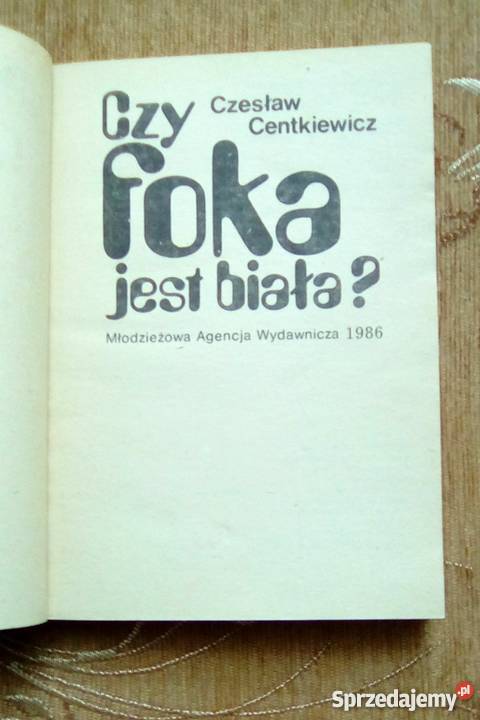 Czy Czesław
Centkiewicz
foka
jest biała?
Młodzieżowa Agencja Wydawnicza 1986
Sprzedajemy.pl